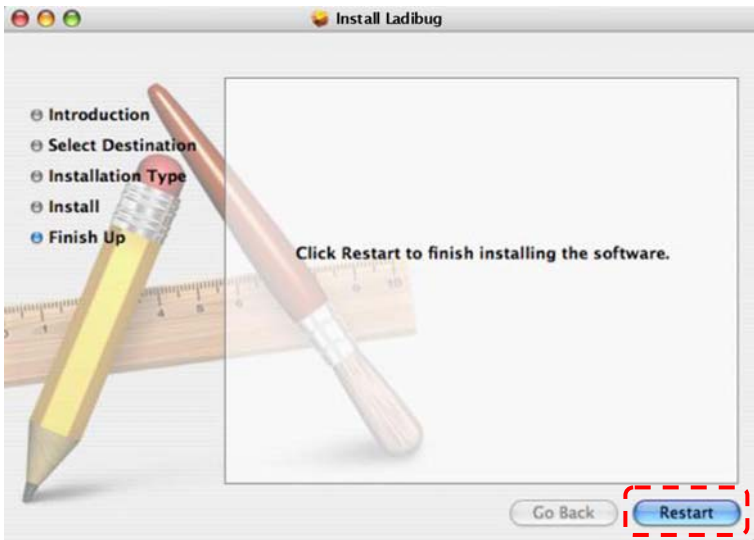 Install Ladibug
Introduction
Select Destination
Installation Type
Install
Finish Up
Click Restart to finish installing the software.
Go Back
Restart